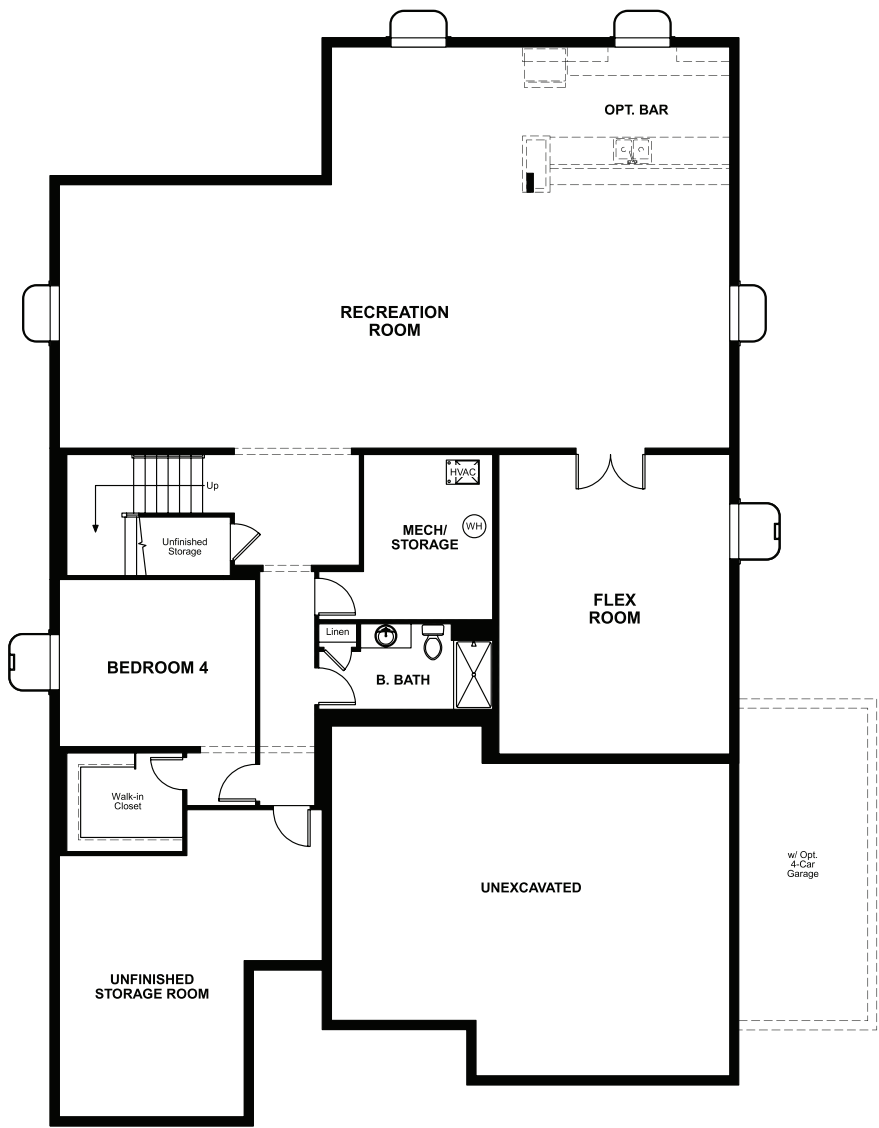 OPT. BAR
RECREATION
ROOM
Up
HVAC
WH
MECH/
STORAGE
Unfinished
Storage
FLEX
ROOM
Linen
BEDROOM 4
B. BATH
Walk-in
Closet
w/ Opt.
4-Car
Garage
UNEXCAVATED
UNFINISHED
STORAGE ROOM